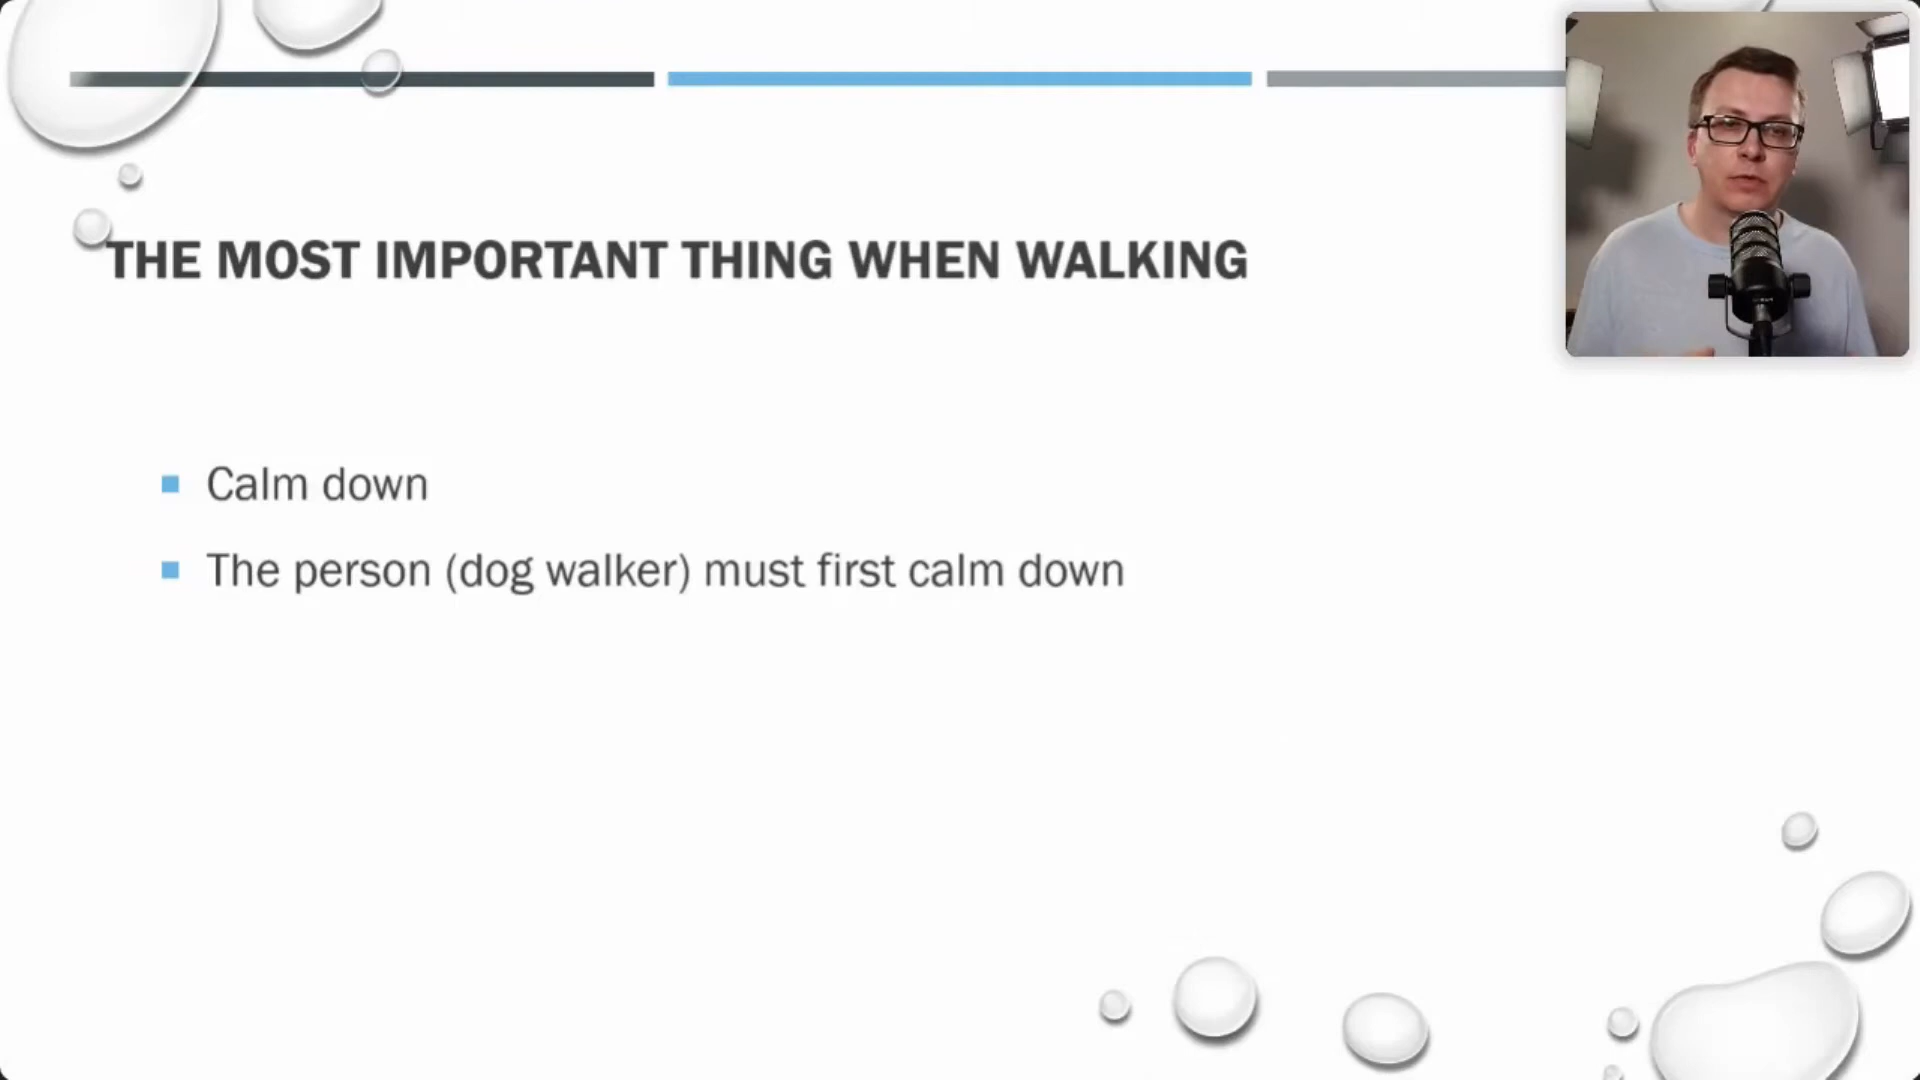 THE MOST IMPORTANT THING WHEN WALKING
Calm down
The person (dog walker) must first calm down